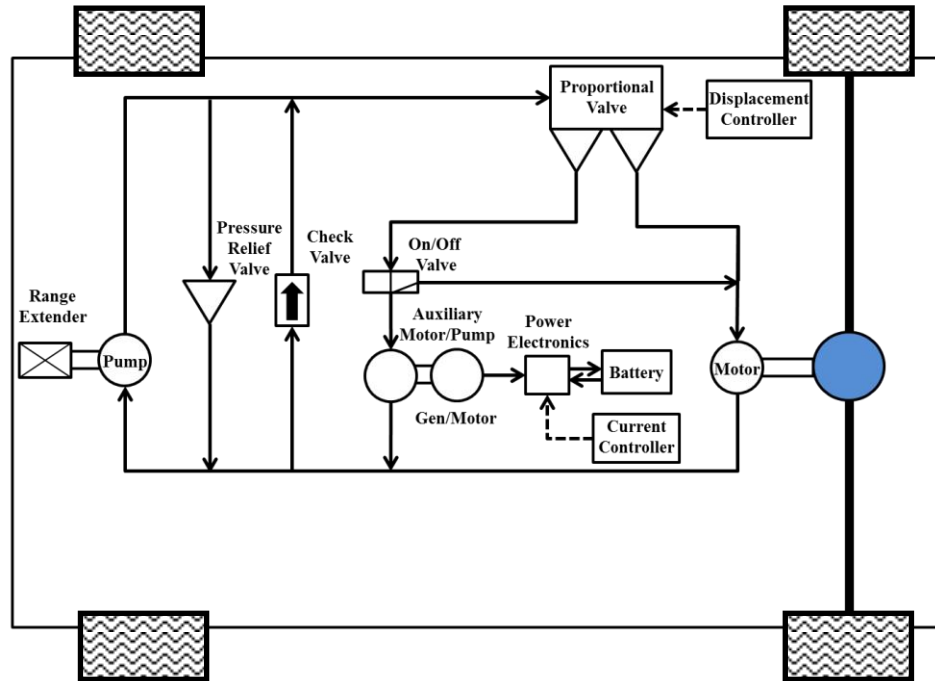 Proportional
Valve
Displacement
Controller
Pressure
Relief
Valve
Check
Valve
On/Off
Valve
Range
Extender
Pump
Auxiliary
Motor/Pump
Power
Electronics
Battery
Motor
Gen/Motor
Current
Controller